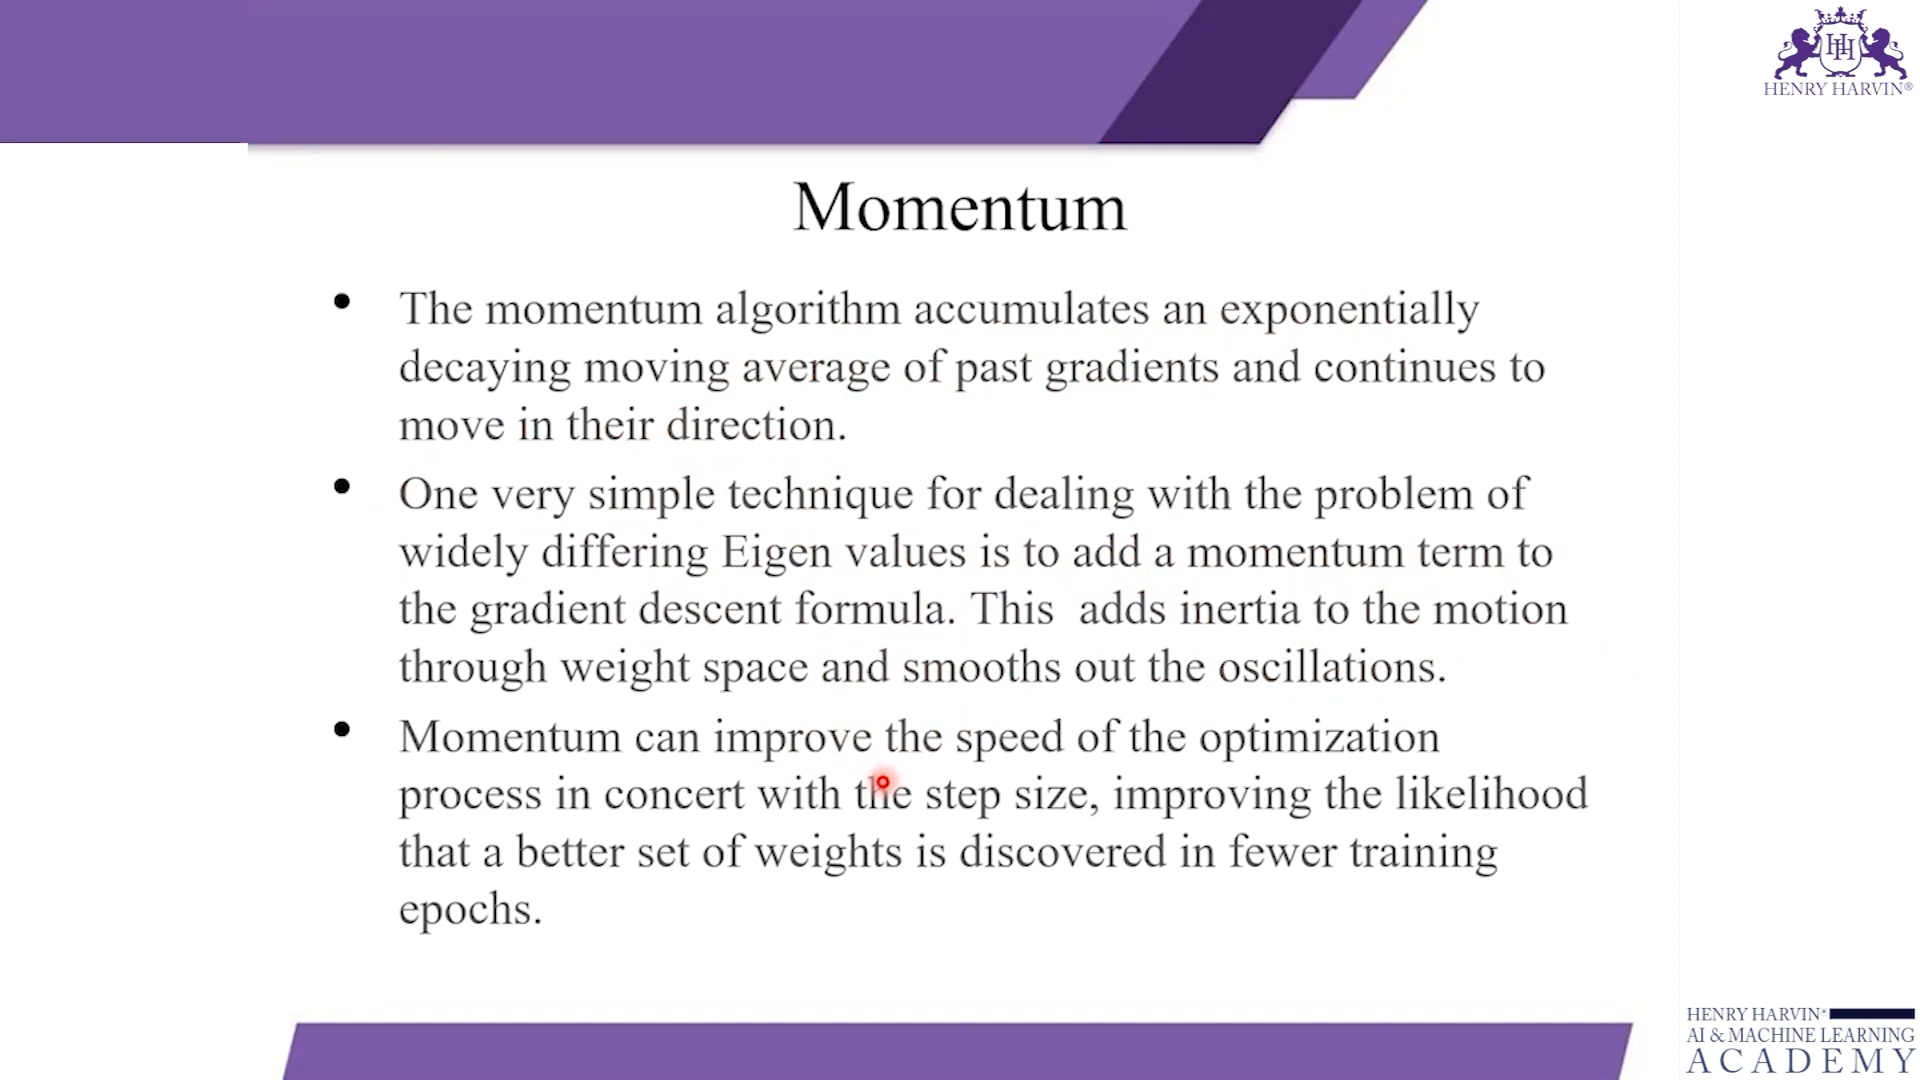 HENRY HARVIN®
Momentum
• The momentum algorithm accumulates an exponentially
decaying moving average of past gradients and continues to
move in their direction.
• One very simple technique for dealing with the problem of
widely differing Eigen values is to add a momentum term to
the gradient descent formula. This  adds inertia to the motion
through weight space and smooths out the oscillations.
• Momentum can improve the speed of the optimization
process in concert with the step size, improving the likelihood
that a better set of weights is discovered in fewer training
epochs.
HENRY HARVIN®
AI & MACHINE LEARNING
ACADEMY